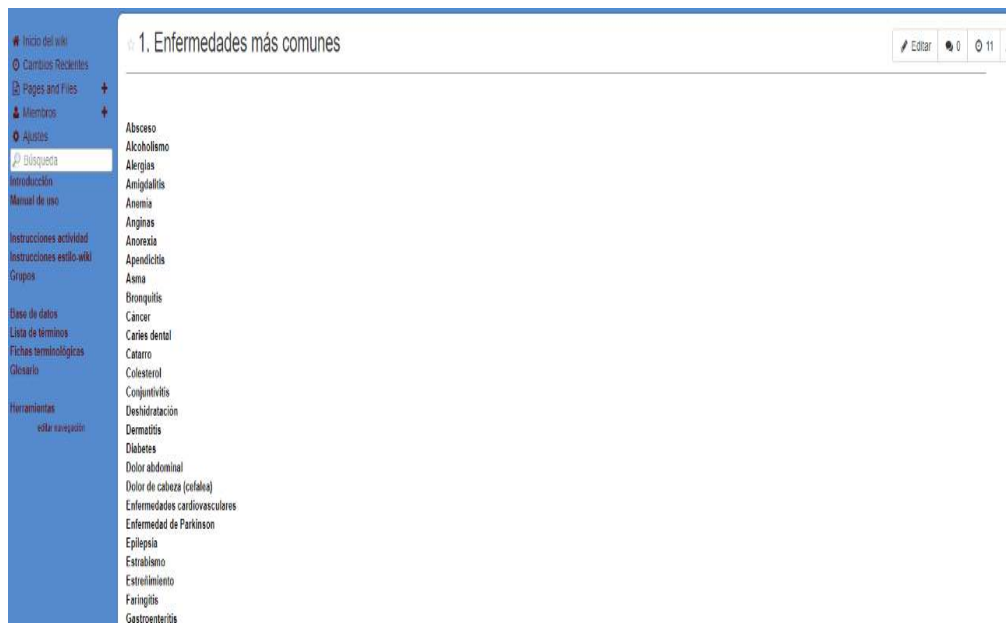 Inicio del wiki
Cambios Recientes
Pages and Files +
Miembros +
Ajustes
Búsqueda
Introducción
Manual de uso
Instrucciones actividad
Instrucciones estilo-wiki
Grupos
Base de datos
Lista de términos
Fichas terminológicas
Glosario
Herramientas
editar navegación
1. Enfermedades más comunes
Editar 0 11
Absceso
Alcoholismo
Alergias
Amigdalitis
Anemia
Anginas
Anorexia
Apendicitis
Asma
Bronquitis
Cáncer
Caries dental
Catarro
Colesterol
Conjuntivitis
Deshidratación
Dermatitis
Diabetes
Dolor abdominal
Dolor de cabeza (cefalea)
Enfermedades cardiovasculares
Enfermedad de Parkinson
Epilepsia
Estrabismo
Estreñimiento
Faringitis
Gastroenteritis